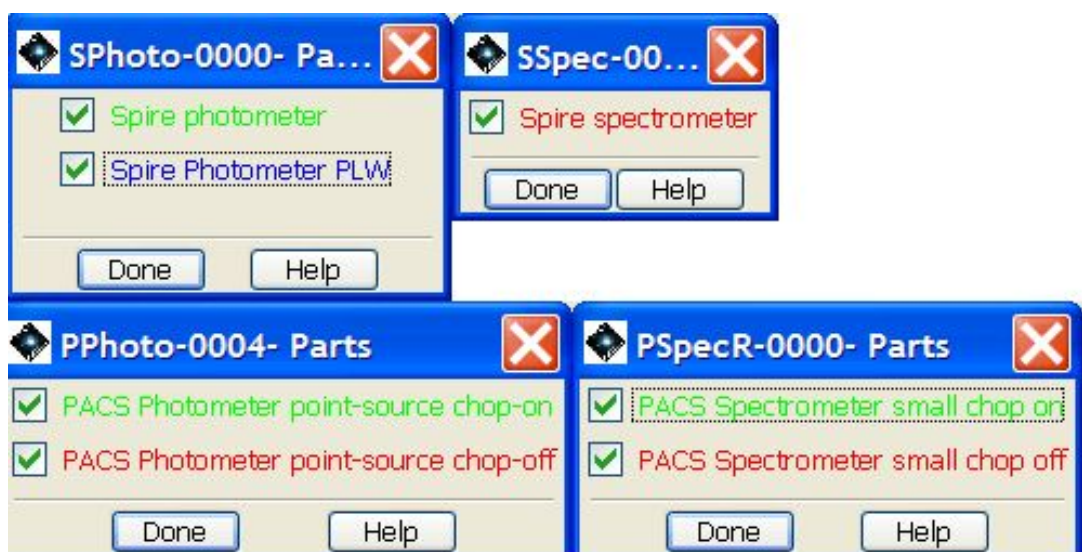 SPhoto-0000- Pa...
Spire photometer
Spire Photometer PLW
Done Help
SSpec-00...
Spire spectrometer
Done Help
PPhoto-0004- Parts
PACS Photometer point-source chop-on
PACS Photometer point-source chop-off
Done Help
PSpecR-0000- Parts
PACS Spectrometer small chop on
PACS Spectrometer small chop off
Done Help